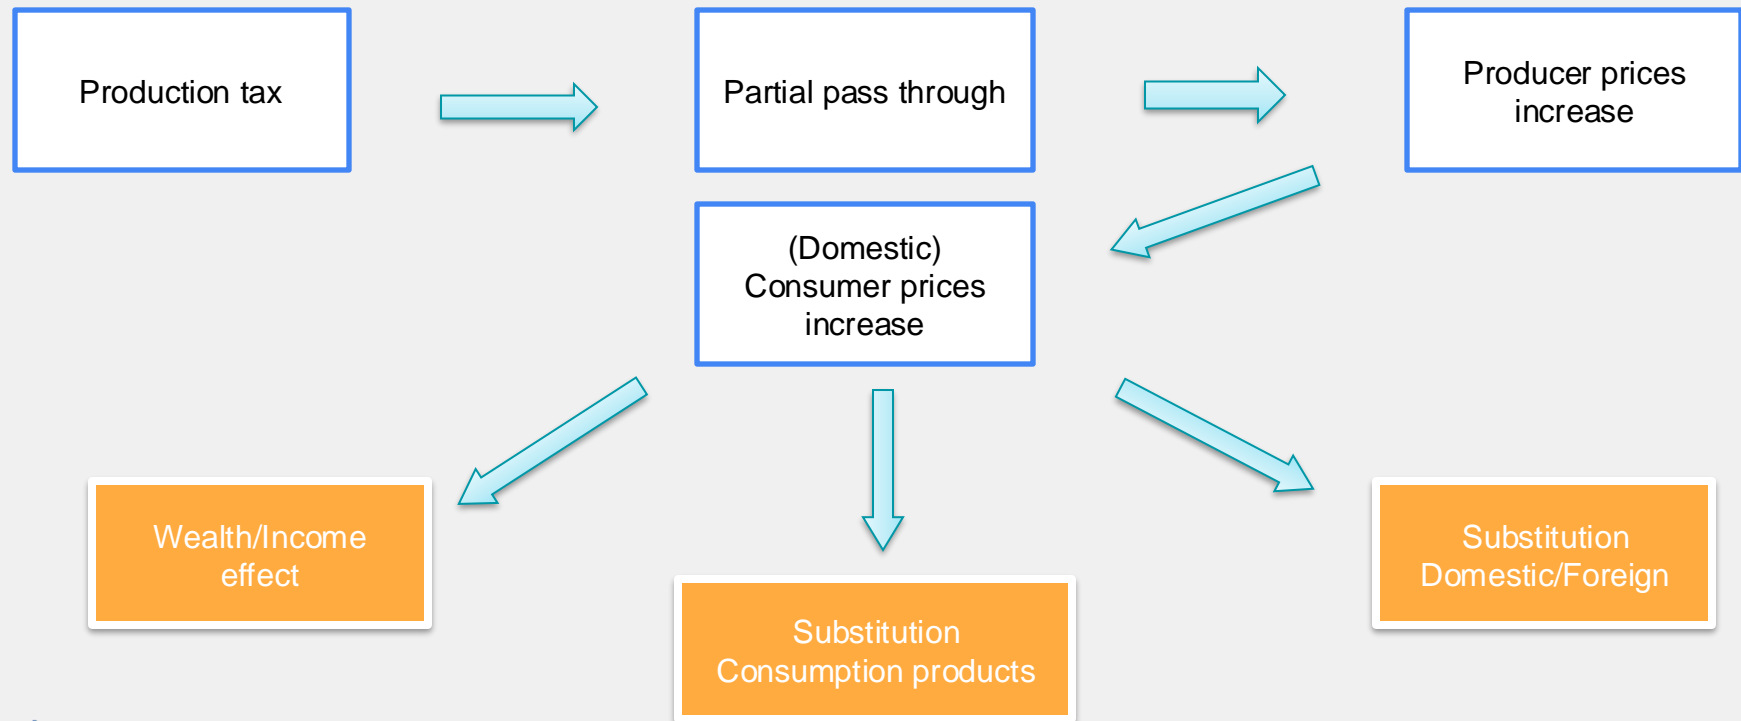 Production tax
Partial pass through
Producer prices
increase
(Domestic)
Consumer prices
increase
Wealth/Income
effect
Substitution
Consumption products
Substitution
Domestic/Foreign